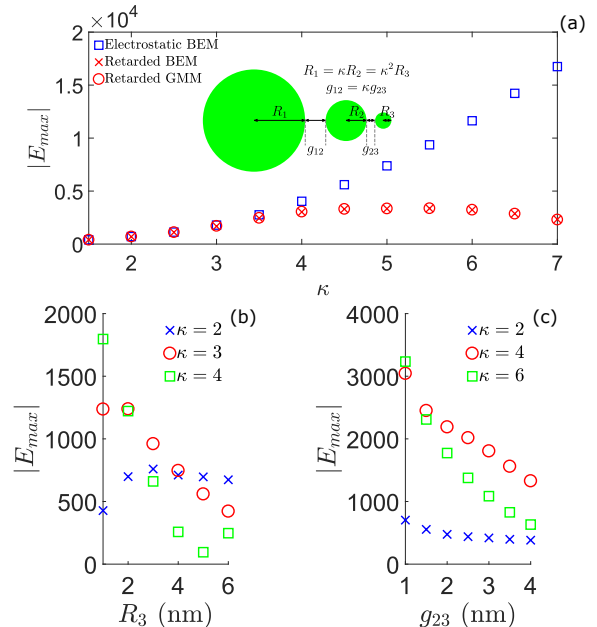 ×10⁴
(a)
2
1.5
1
0.5
0
|E_max|
Electrostatic BEM
Retarded BEM
Retarded GMM
R₁ = κR₂ = κ²R₃
g₁₂ = κg₂₃
R₁
R₂
R₃
g₁₂
g₂₃
2 3 4 5 6 7
κ
(b)
2000
1500
1000
500
0
|E_max|
κ = 2
κ = 3
κ = 4
2 4 6
R₃ (nm)
(c)
4000
3000
2000
1000
0
|E_max|
κ = 2
κ = 4
κ = 6
1 2 3 4
g₂₃ (nm)